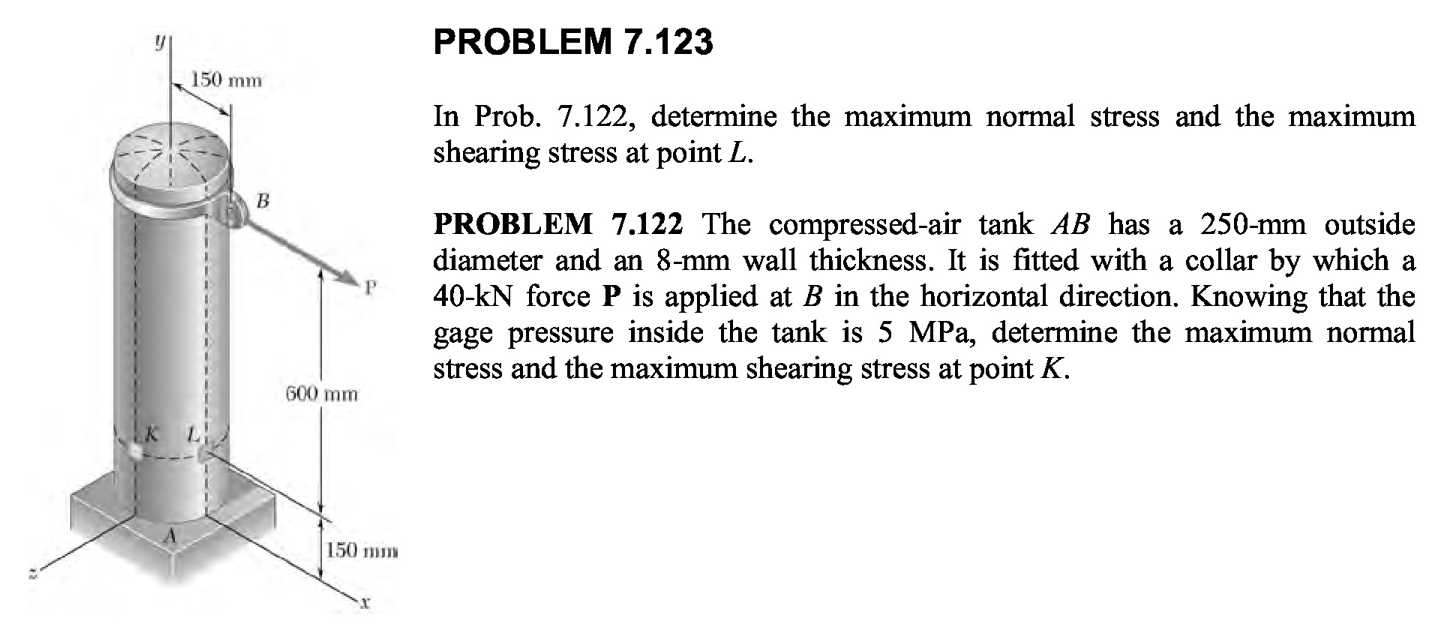 PROBLEM 7.123
In Prob. 7.122, determine the maximum normal stress and the maximum
shearing stress at point L.
PROBLEM 7.122 The compressed-air tank AB has a 250-mm outside
diameter and an 8-mm wall thickness. It is fitted with a collar by which a
40-kN force P is applied at B in the horizontal direction. Knowing that the
gage pressure inside the tank is 5 MPa, determine the maximum normal
stress and the maximum shearing stress at point K.
y
150 mm
B
P
600 mm
K L
A
150 mm
z
x